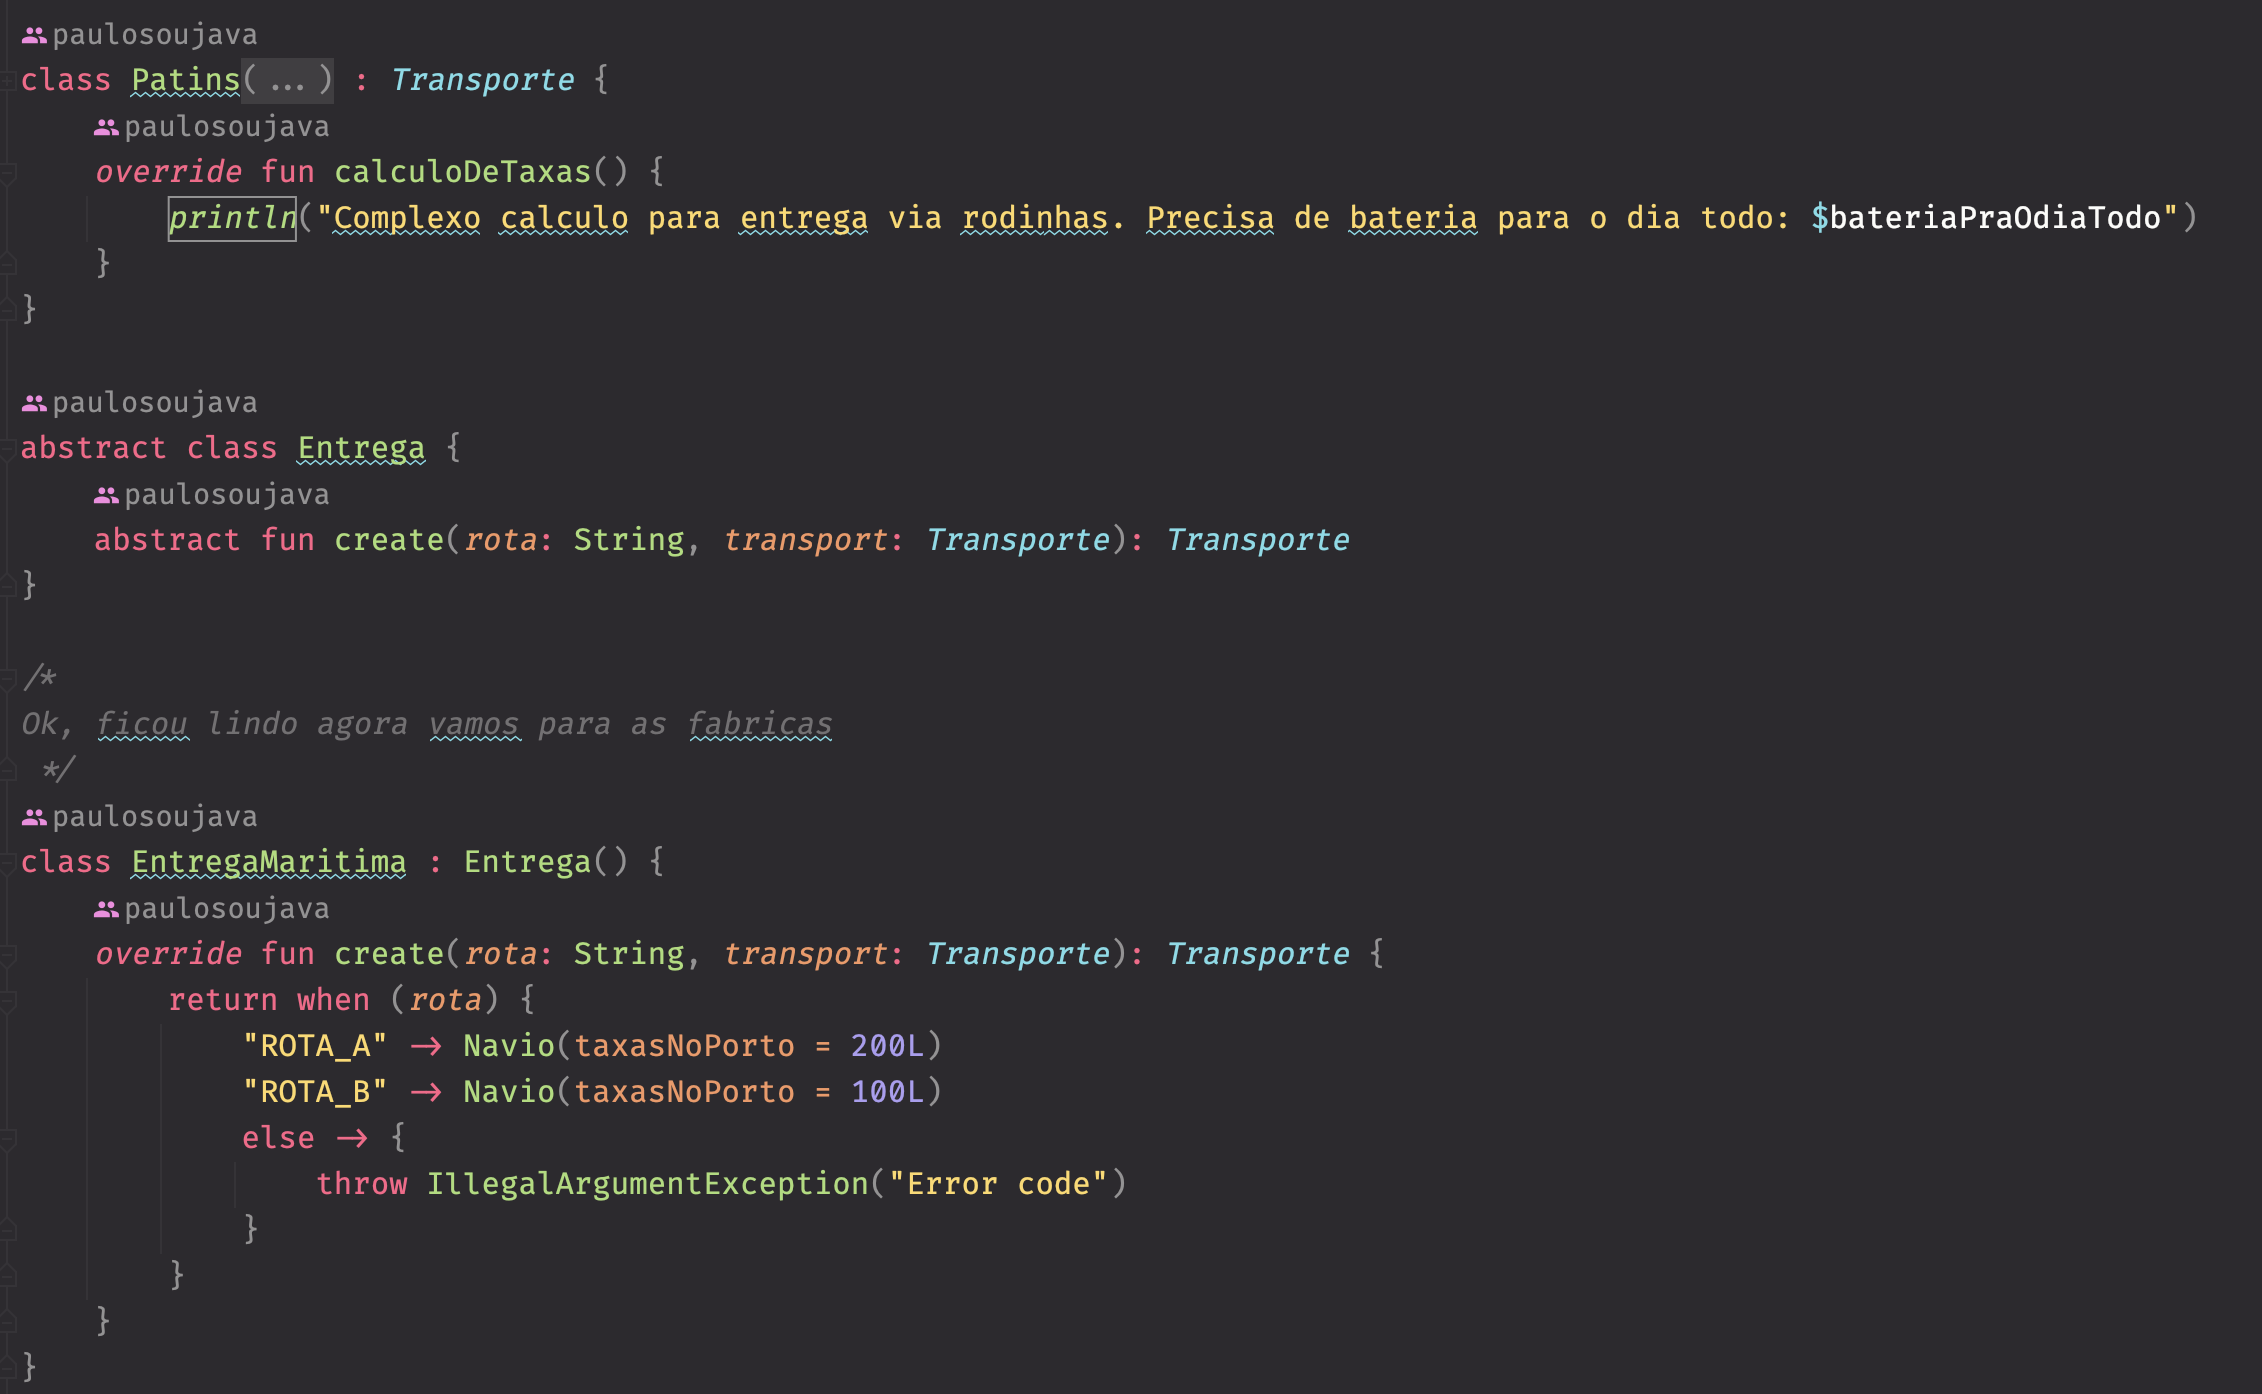 paulosoujava
class Patins(...) : Transporte {
paulosoujava
override fun calculoDeTaxas() {
println("Complexo calculo para entrega via rodinhas. Precisa de bateria para o dia todo: $bateriaPraOdiaTodo")
}
}
paulosoujava
abstract class Entrega {
paulosoujava
abstract fun create(rota: String, transport: Transporte): Transporte
}
/*
Ok, ficou lindo agora vamos para as fabricas
*/
paulosoujava
class EntregaMaritima : Entrega() {
paulosoujava
override fun create(rota: String, transport: Transporte): Transporte {
return when (rota) {
"ROTA_A" -> Navio(taxasNoPorto = 200L)
"ROTA_B" -> Navio(taxasNoPorto = 100L)
else -> {
throw IllegalArgumentException("Error code")
}
}
}
}